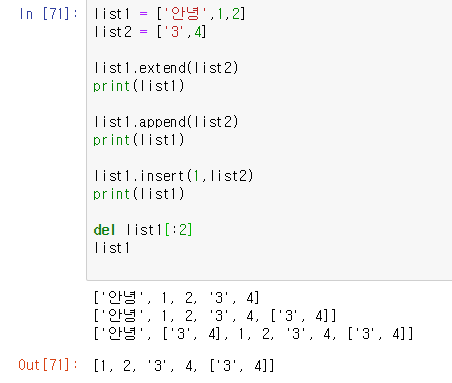 In [71]: list1 = ['안녕',1,2]
list2 = ['3',4]
list1.extend(list2)
print(list1)
list1.append(list2)
print(list1)
list1.insert(1,list2)
print(list1)
del list1[:2]
list1
['안녕', 1, 2, '3', 4]
['안녕', 1, 2, '3', 4, ['3', 4]]
['안녕', ['3', 4], 1, 2, '3', 4, ['3', 4]]
Out[71]: [1, 2, '3', 4, ['3', 4]]